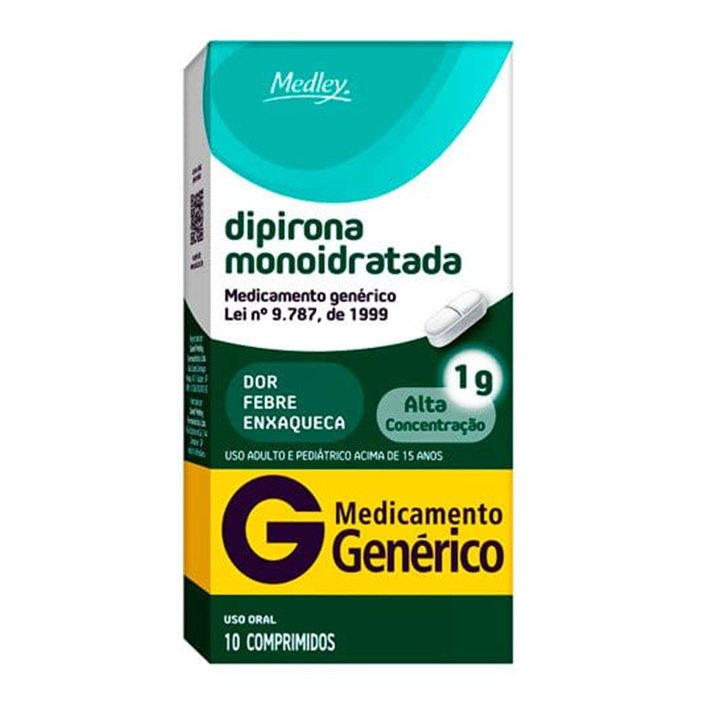 Medley
dipirona
monoidratada
Medicamento genérico
Lei nº 9.787, de 1999
1g
Alta
Concentração
DOR
FEBRE
ENXAQUECA
USO ADULTO E PEDIÁTRICO ACIMA DE 15 ANOS
G
Medicamento
Genérico
USO ORAL
10 COMPRIMIDOS